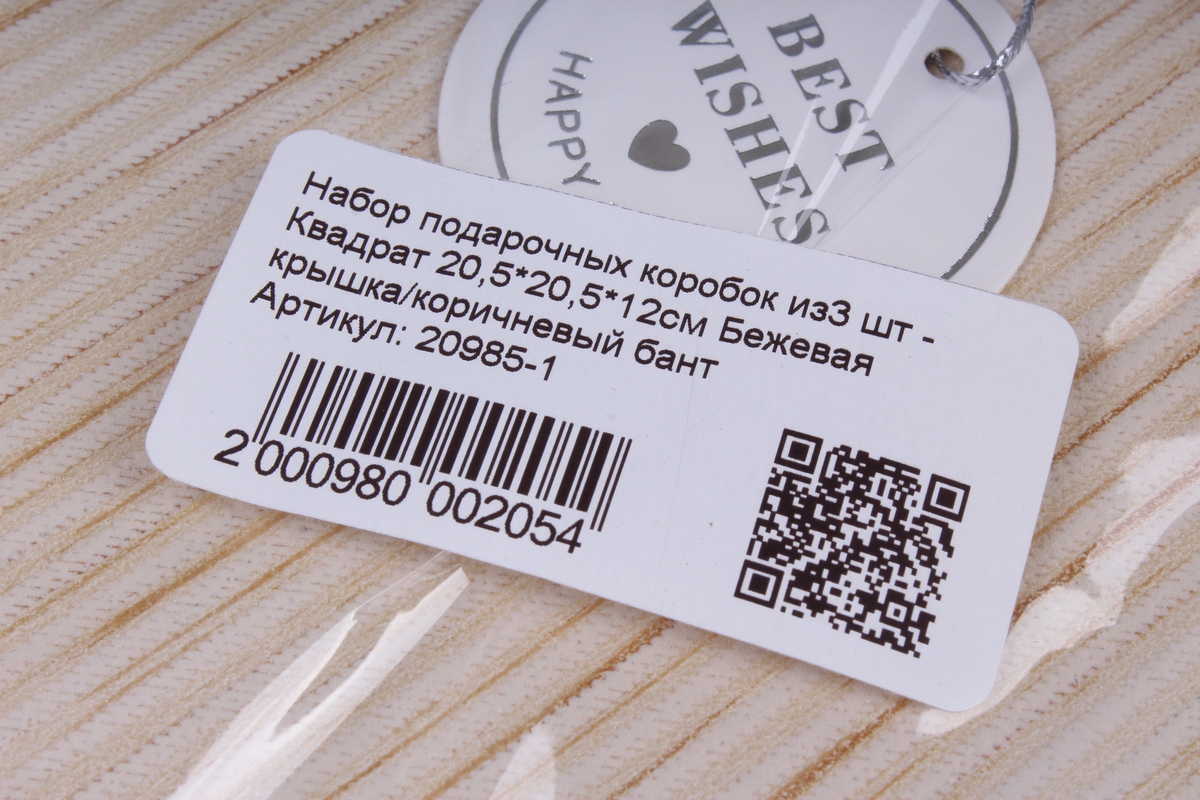 BEST
WISHES
HAPPY
Набор подарочных коробок из3 шт -
Квадрат 20,5*20,5*12см Бежевая
крышка/коричневый бант
Артикул: 20985-1
2 000980 002054